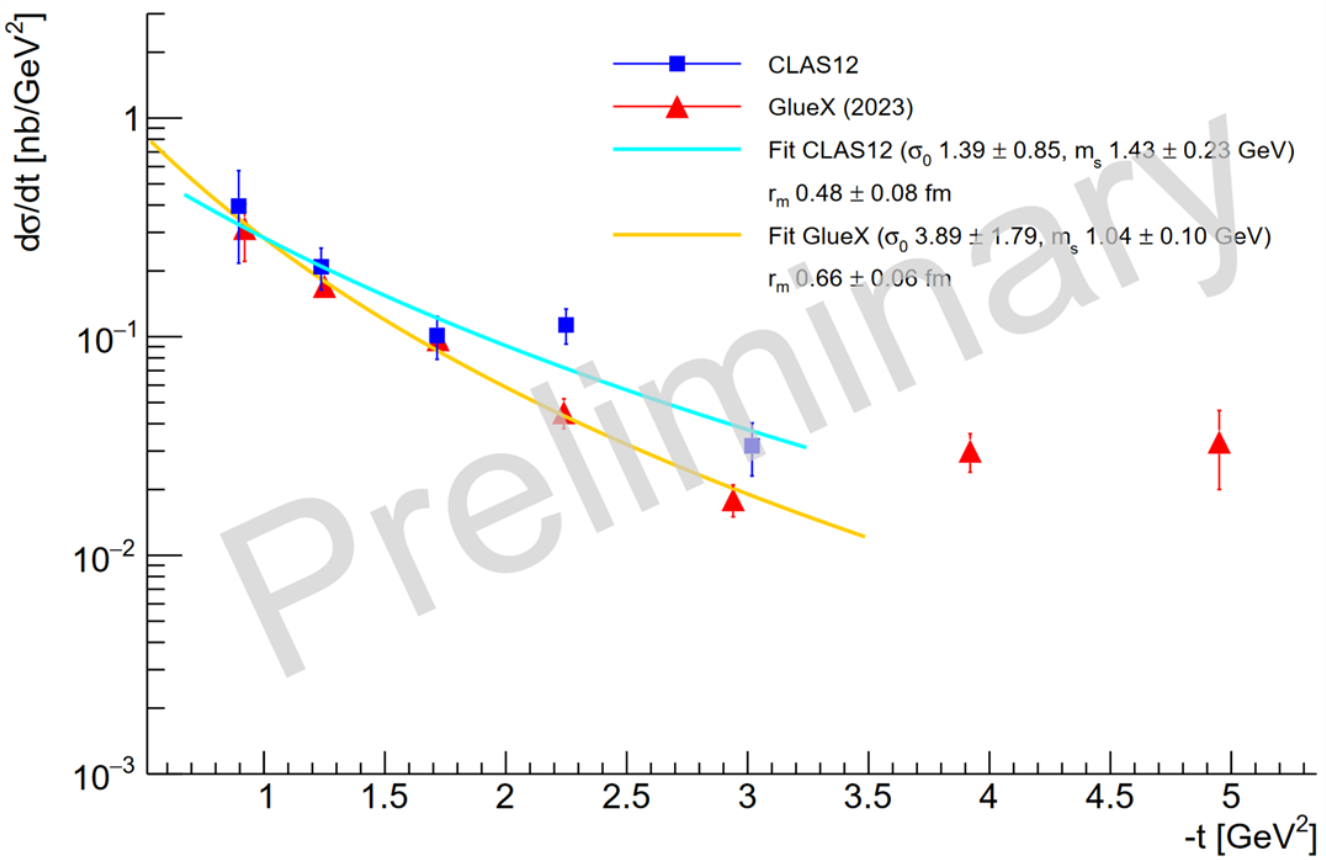 dσ/dt [nb/GeV²]
CLAS12
GlueX (2023)
Fit CLAS12 (σ₀ 1.39 ± 0.85, mₛ 1.43 ± 0.23 GeV)
rₘ 0.48 ± 0.08 fm
Fit GlueX (σ₀ 3.89 ± 1.79, mₛ 1.04 ± 0.10 GeV)
rₘ 0.66 ± 0.06 fm
Preliminary
1
10⁻¹
10⁻²
10⁻³
1 1.5 2 2.5 3 3.5 4 4.5 5
-t [GeV²]